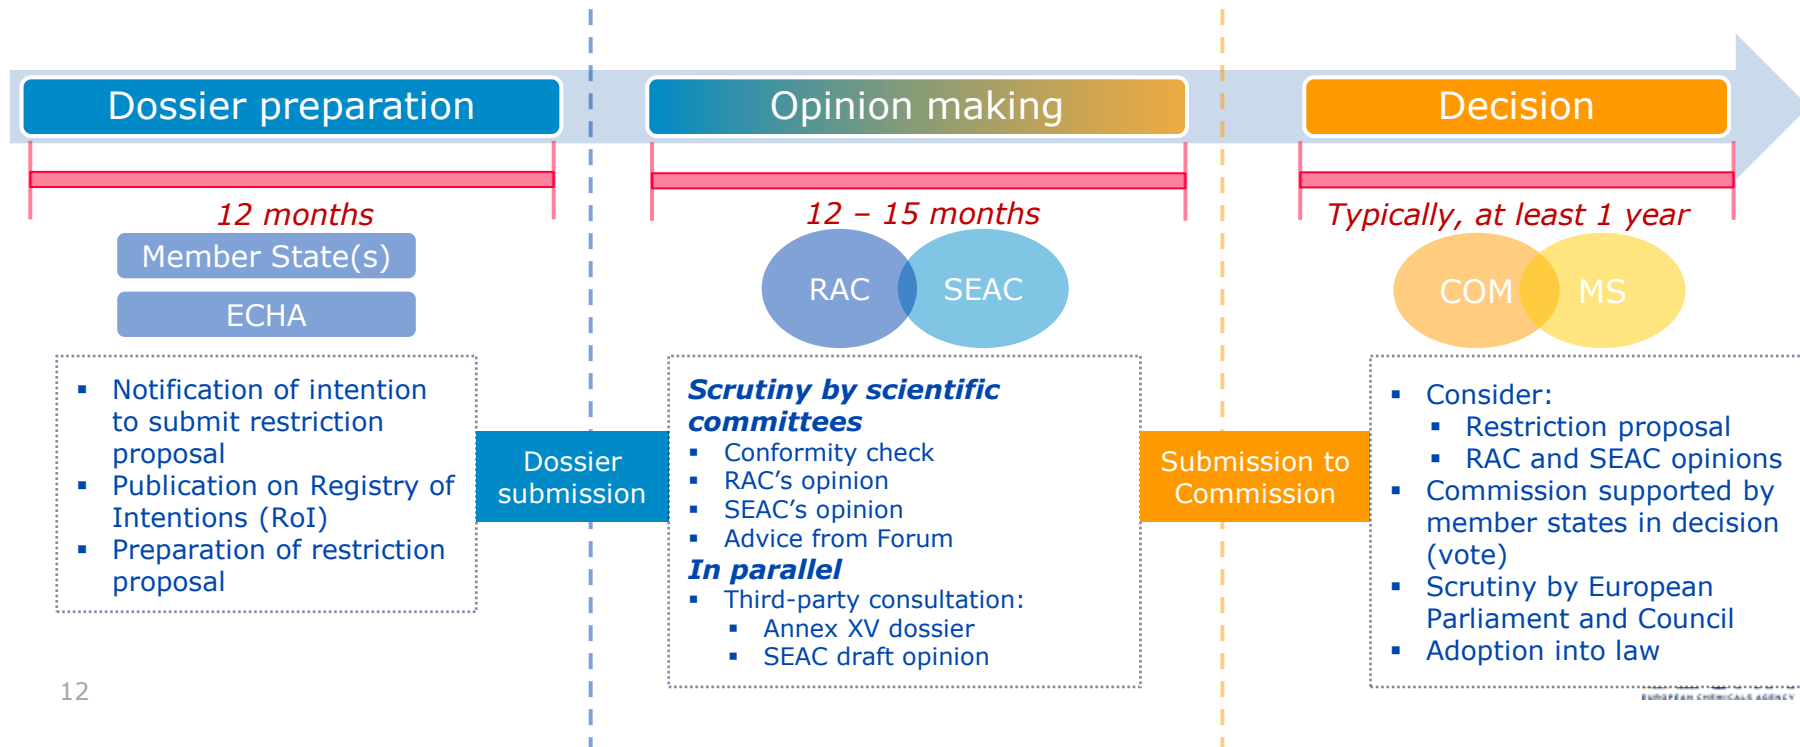 Dossier preparation
Opinion making
Decision
12 months
12 – 15 months
Typically, at least 1 year
Member State(s)
ECHA
RAC
SEAC
COM
MS
▪ Notification of intention
to submit restriction
proposal
▪ Publication on Registry of
Intentions (RoI)
▪ Preparation of restriction
proposal
Dossier
submission
Scrutiny by scientific
committees
▪ Conformity check
▪ RAC’s opinion
▪ SEAC’s opinion
▪ Advice from Forum
In parallel
▪ Third-party consultation:
▪ Annex XV dossier
▪ SEAC draft opinion
Submission to
Commission
▪ Consider:
▪ Restriction proposal
▪ RAC and SEAC opinions
▪ Commission supported by
member states in decision
(vote)
▪ Scrutiny by European
Parliament and Council
▪ Adoption into law
12
EUROPEAN CHEMICALS AGENCY